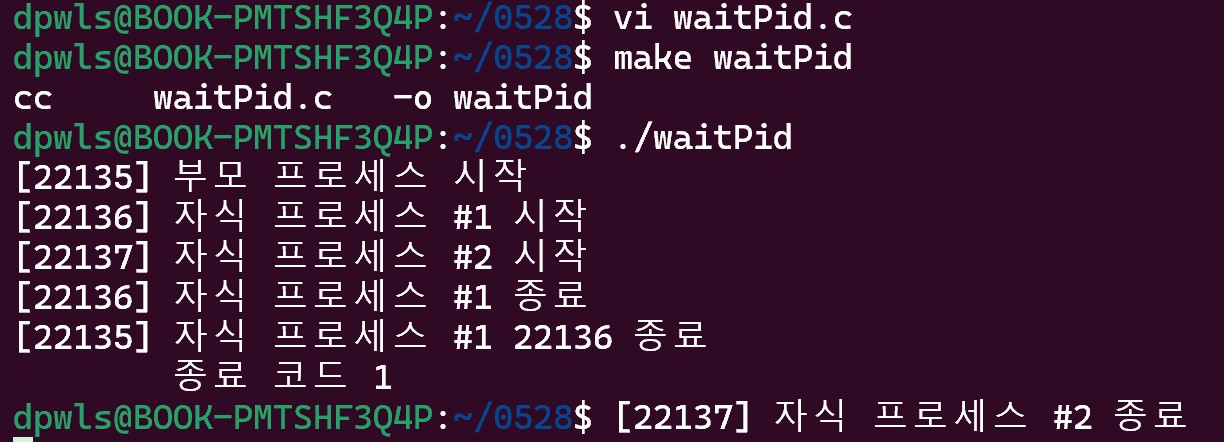 dpwls@BOOK-PMTSHF3Q4P:~/0528$ vi waitPid.c
dpwls@BOOK-PMTSHF3Q4P:~/0528$ make waitPid
cc     waitPid.c   -o waitPid
dpwls@BOOK-PMTSHF3Q4P:~/0528$ ./waitPid
[22135] 부모 프로세스 시작
[22136] 자식 프로세스 #1 시작
[22137] 자식 프로세스 #2 시작
[22136] 자식 프로세스 #1 종료
[22135] 자식 프로세스 #1 22136 종료
        종료 코드 1
dpwls@BOOK-PMTSHF3Q4P:~/0528$ [22137] 자식 프로세스 #2 종료